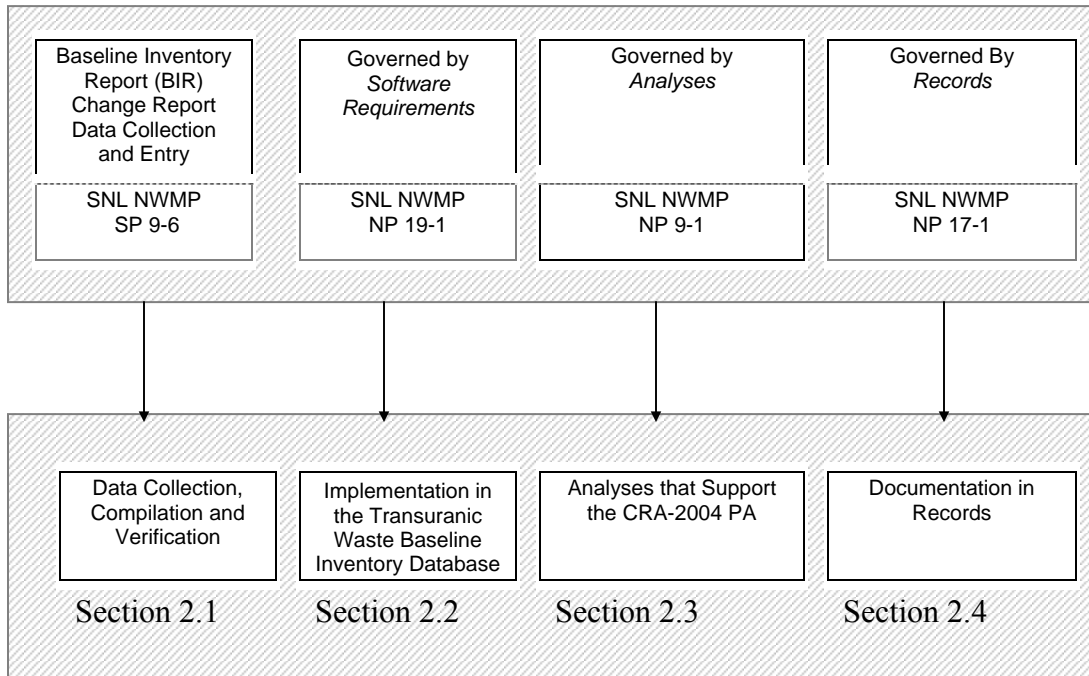 Baseline Inventory
Report (BIR)
Change Report
Data Collection
and Entry
SNL NWMP
SP 9-6
Governed by
Software
Requirements
SNL NWMP
NP 19-1
Governed by
Analyses
SNL NWMP
NP 9-1
Governed By
Records
SNL NWMP
NP 17-1
Data Collection,
Compilation and
Verification
Section 2.1
Implementation in
the Transuranic
Waste Baseline
Inventory Database
Section 2.2
Analyses that Support
the CRA-2004 PA
Section 2.3
Documentation in
Records
Section 2.4